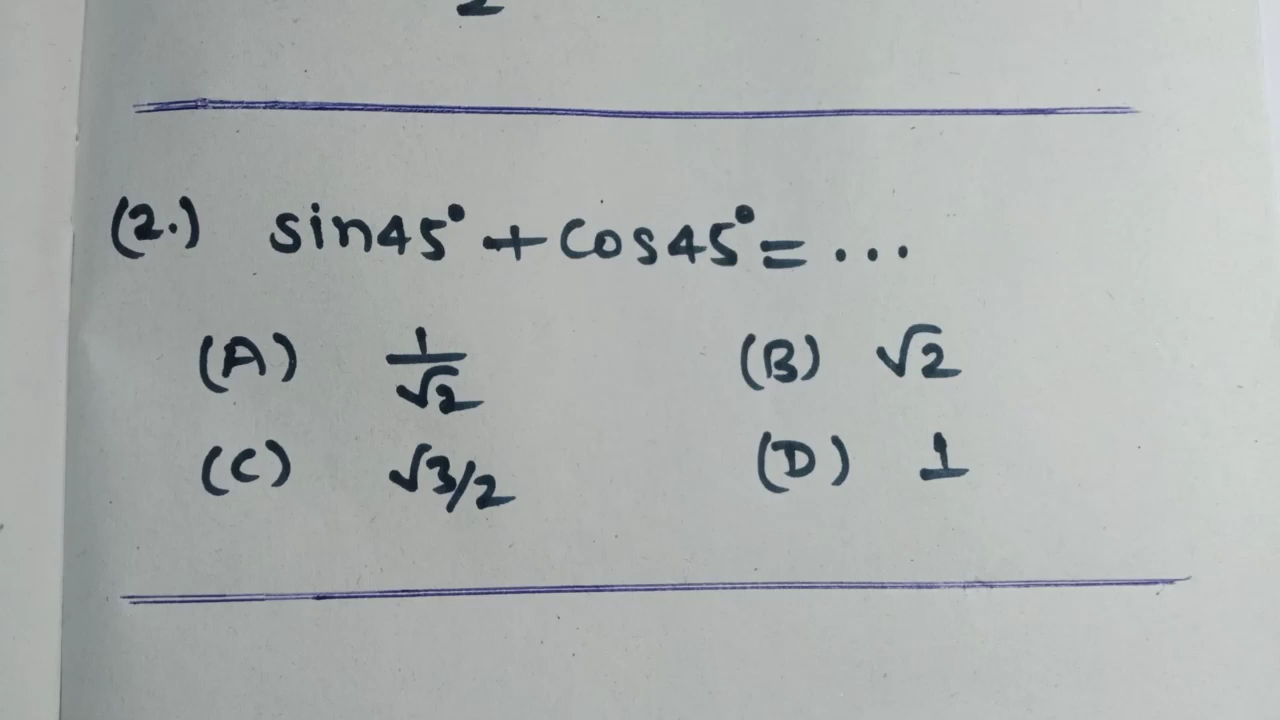 (2.) sin45° + cos45° = ...
(A) 1/√2 (B) √2
(C) √3/2 (D) 1